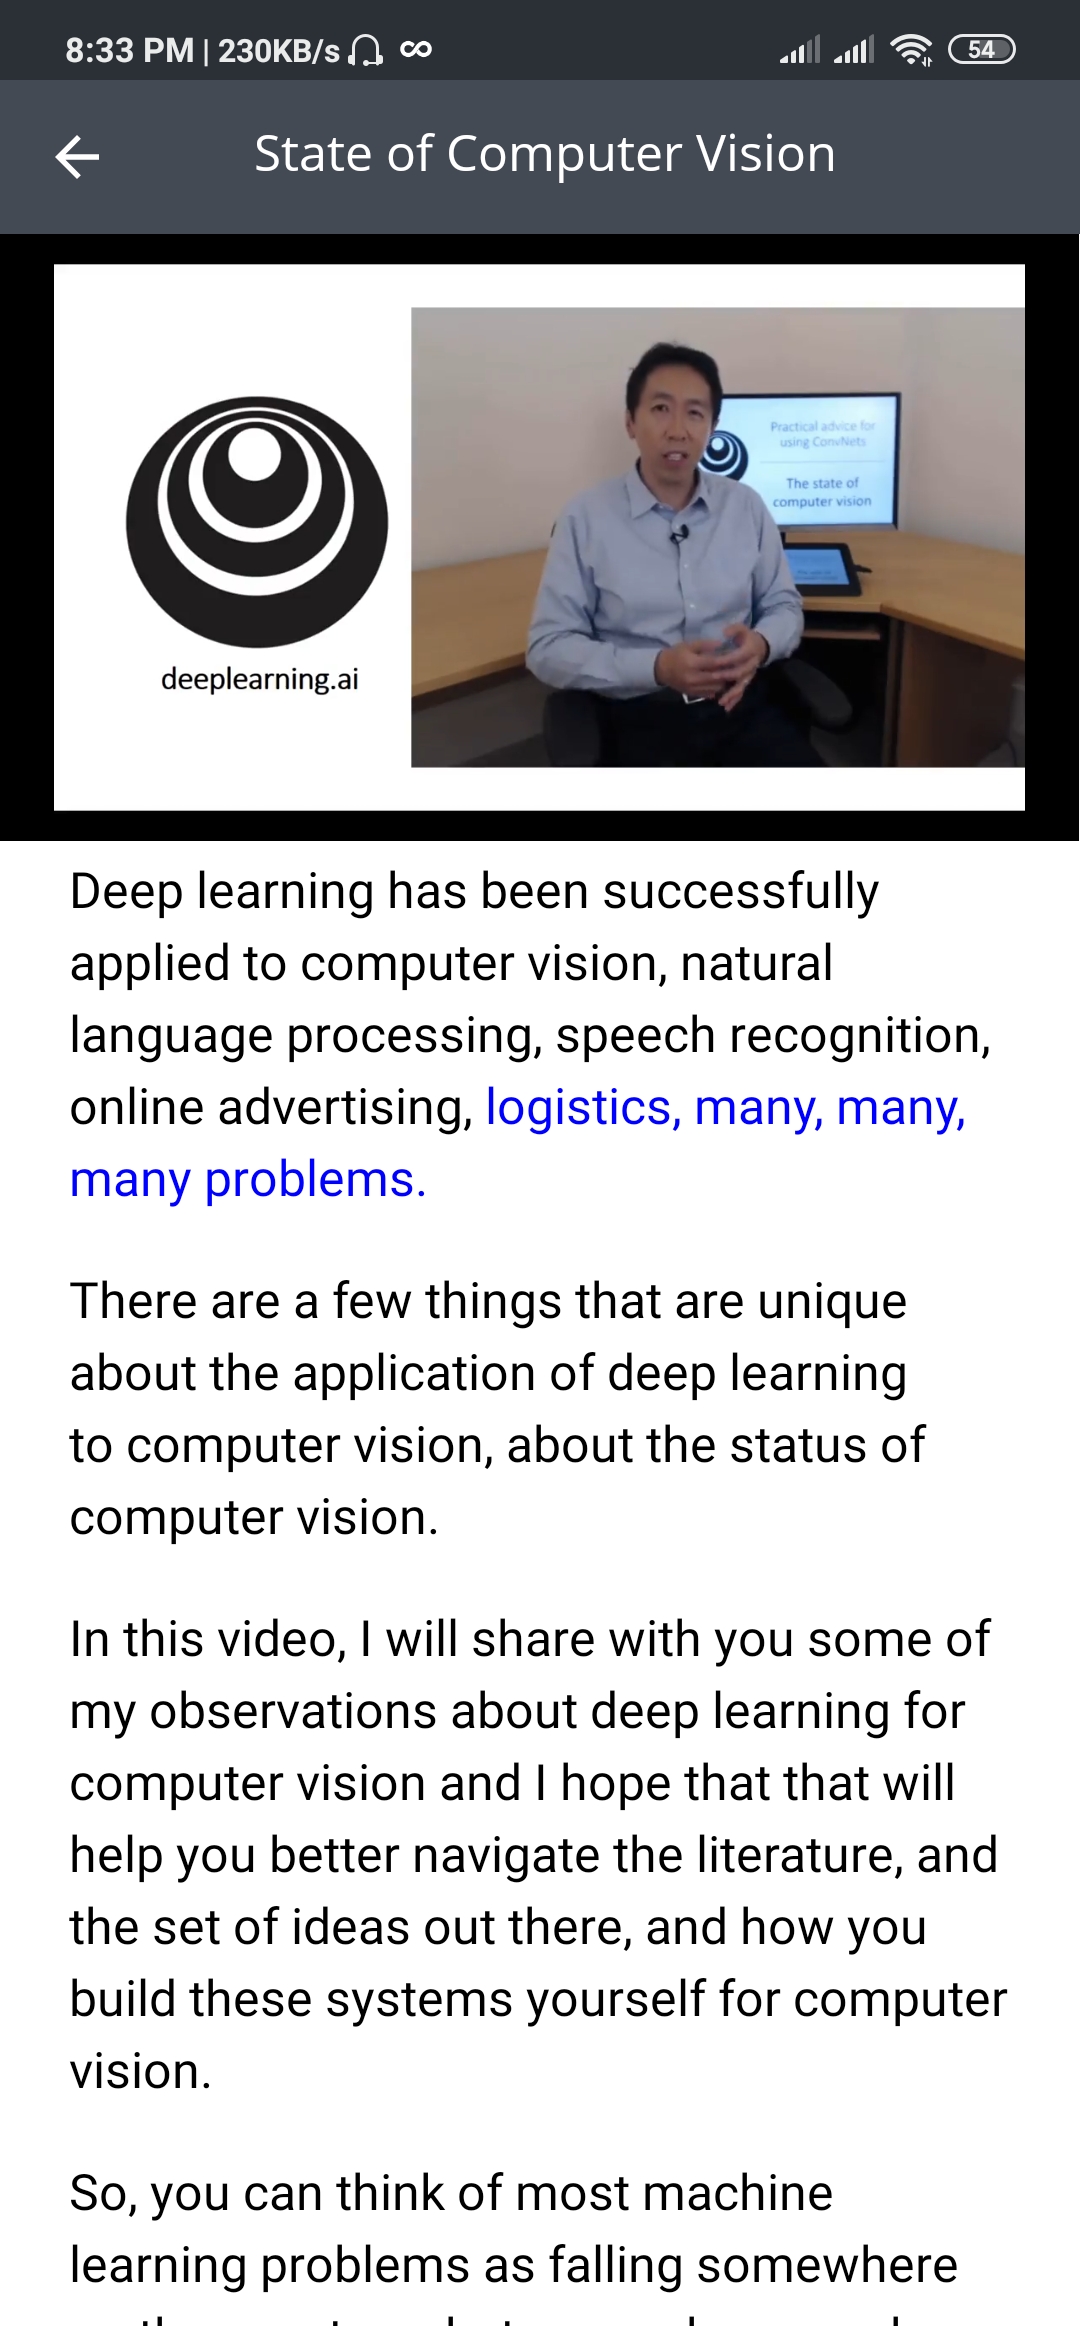 8:33 PM | 230KB/s
54
State of Computer Vision
deeplearning.ai
Practical advice for
using ConvNets
The state of
computer vision
Deep learning has been successfully
applied to computer vision, natural
language processing, speech recognition,
online advertising, logistics, many, many,
many problems.
There are a few things that are unique
about the application of deep learning
to computer vision, about the status of
computer vision.
In this video, I will share with you some of
my observations about deep learning for
computer vision and I hope that that will
help you better navigate the literature, and
the set of ideas out there, and how you
build these systems yourself for computer
vision.
So, you can think of most machine
learning problems as falling somewhere